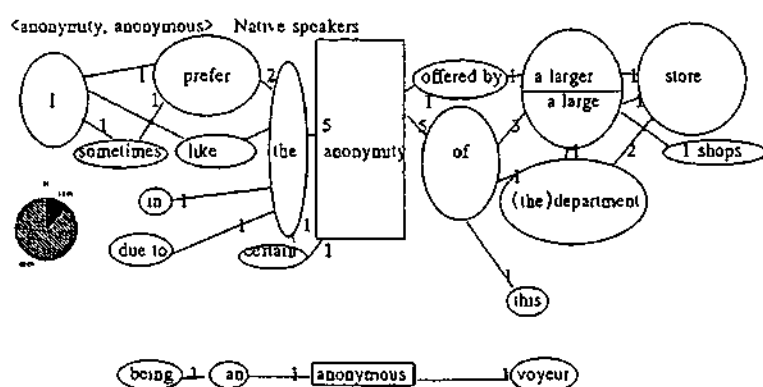 <anonymity, anonymous> Native speakers
I
1
prefer
2
1
1
sometimes
like
the
5
anonymity
in
1
due to
1
certain
1
1
offered by
1
1
5
of
3
a larger
a large
1
1
store
1 shops
1
1
2
(the) department
1
this
being 1 an 1 anonymous 1 voyeur